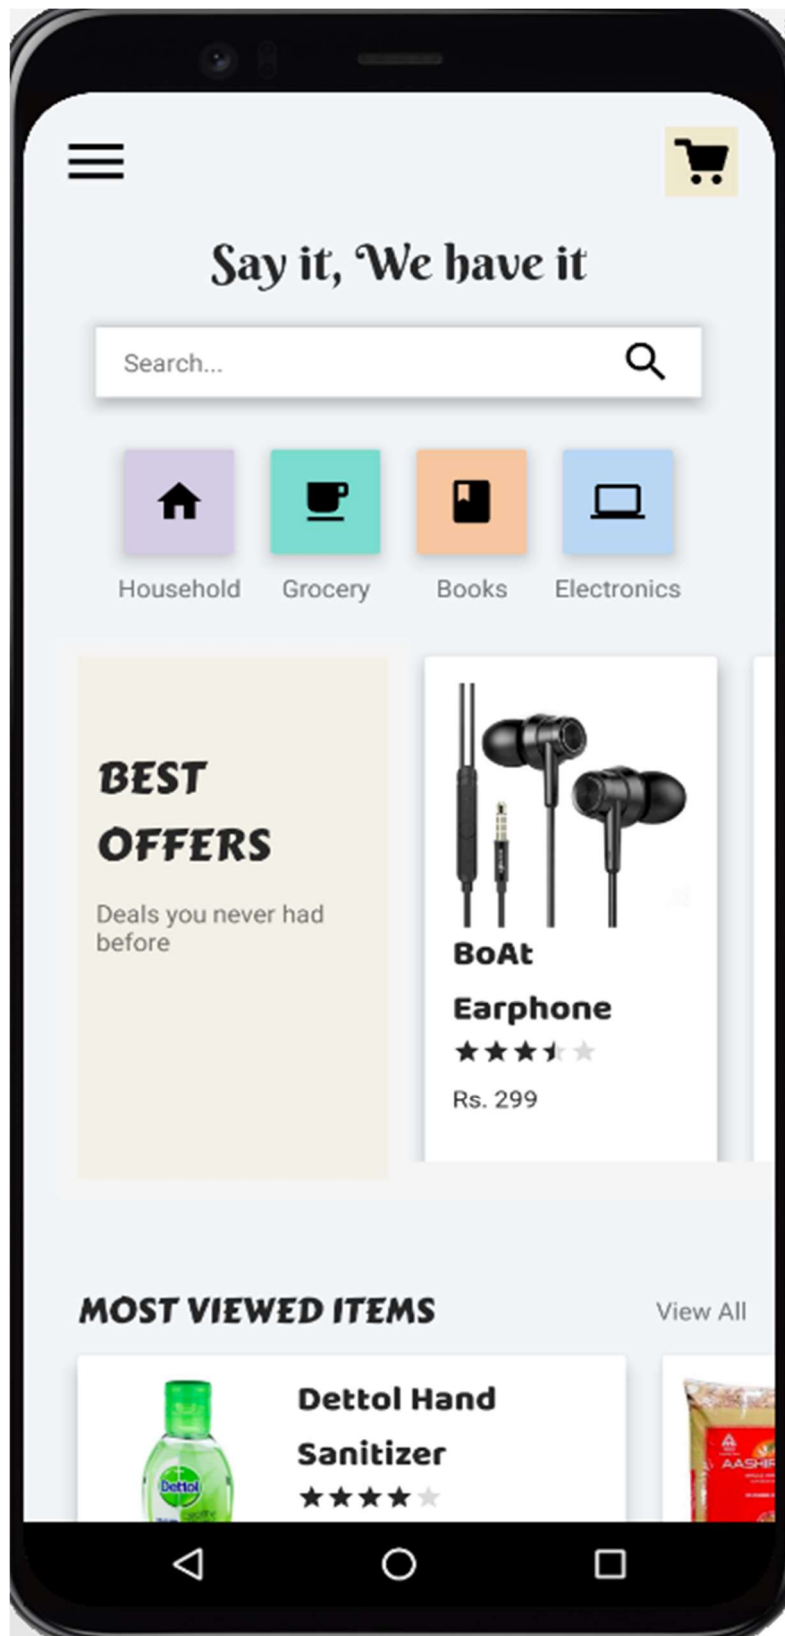 Say it, We have it
Search...
Household Grocery Books Electronics
BEST
OFFERS
Deals you never had
before
BoAt
Earphone
Rs. 299
MOST VIEWED ITEMS
View All
Dettol Hand
Sanitizer
Dettol